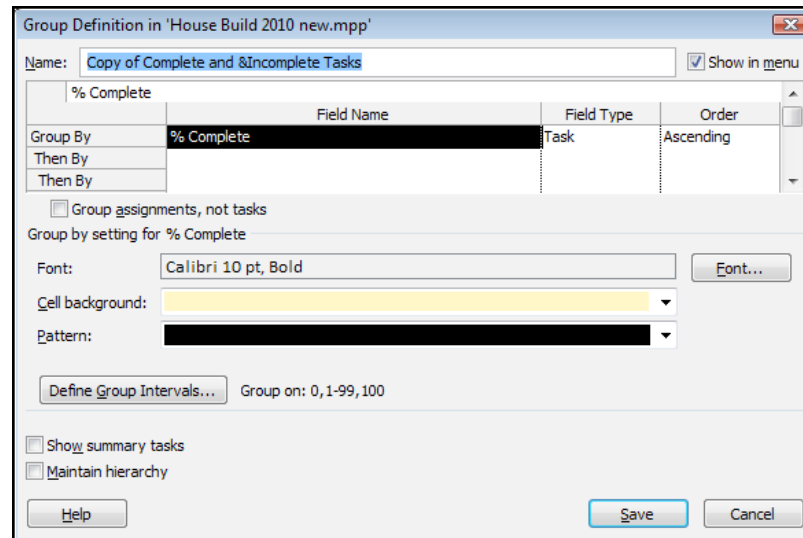 Group Definition in 'House Build 2010 new.mpp'
Name: Copy of Complete and &Incomplete Tasks Show in menu
% Complete
Field Name Field Type Order
Group By % Complete Task Ascending
Then By
Then By
Group assignments, not tasks
Group by setting for % Complete
Font: Calibri 10 pt, Bold Font...
Cell background:
Pattern:
Define Group Intervals... Group on: 0,1-99,100
Show summary tasks
Maintain hierarchy
Help Save Cancel